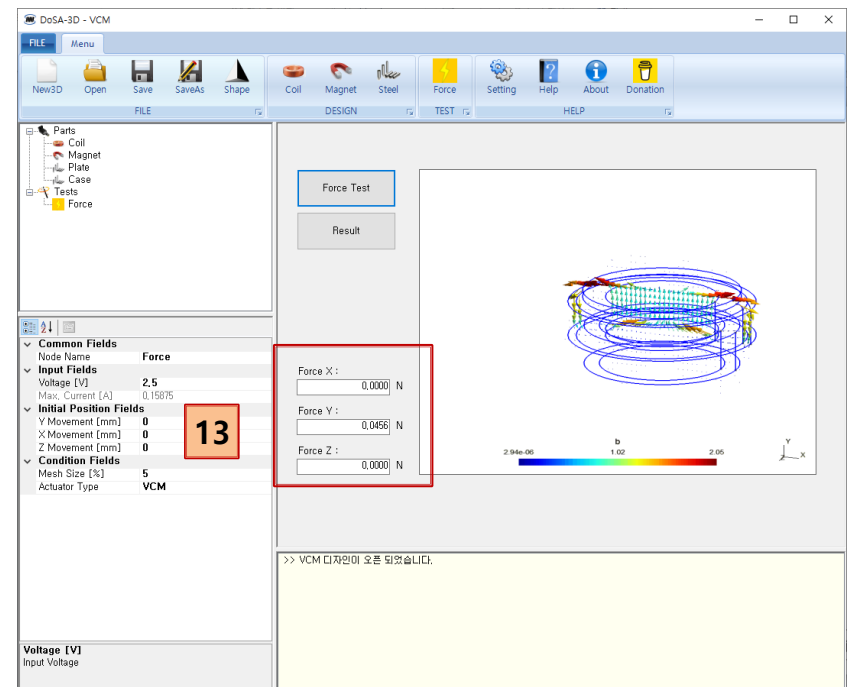 DoSA-3D - VCM
FILE Menu
New3D Open Save SaveAs Shape Coil Magnet Steel Force Setting Help About Donation
FILE DESIGN TEST HELP
Parts
Coil
Magnet
Plate
Case
Tests
Force
Force Test
Result
Common Fields
Node Name Force
Input Fields
Voltage [V] 2,5
Max, Current [A] 0,15875
Initial Position Fields
Y Movement [mm] 0
X Movement [mm] 0
Z Movement [mm] 0
Condition Fields
Mesh Size [%] 5
Actuator Type VCM
13
Force X :
0,0000 N
Force Y :
0,0456 N
Force Z :
0,0000 N
b
2.94e-06 1.02 2.05
Y
Z X
>> VCM 디자인이 오픈 되었습니다,
Voltage [V]
Input Voltage